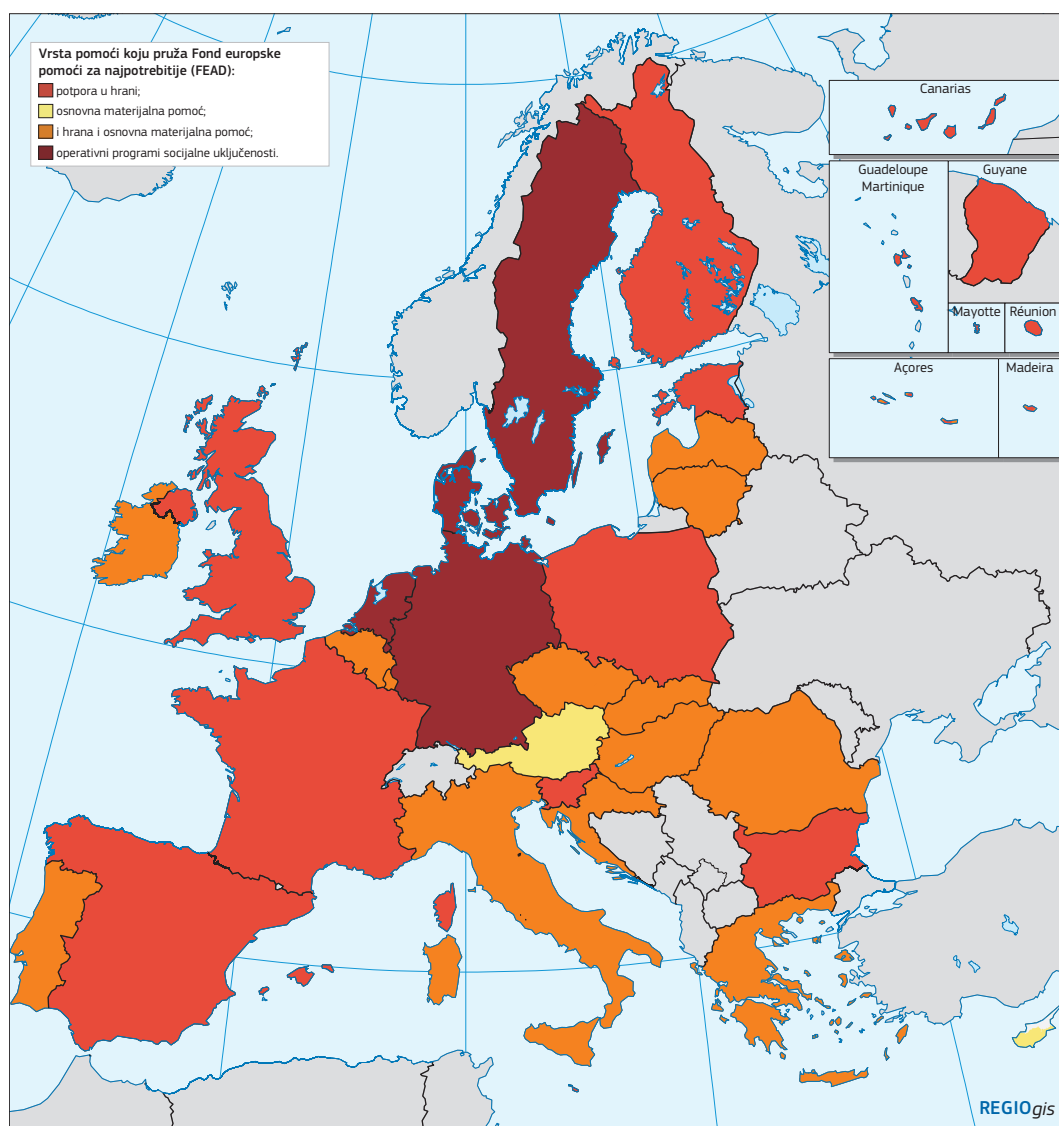 Vrsta pomoći koju pruža Fond europske
pomoći za najpotrebitije (FEAD):
potpora u hrani;
osnovna materijalna pomoć;
i hrana i osnovna materijalna pomoć;
operativni programi socijalne uključenosti.
Canarias
Guadeloupe
Martinique
Guyane
Mayotte
Réunion
Açores
Madeira
REGIOgis